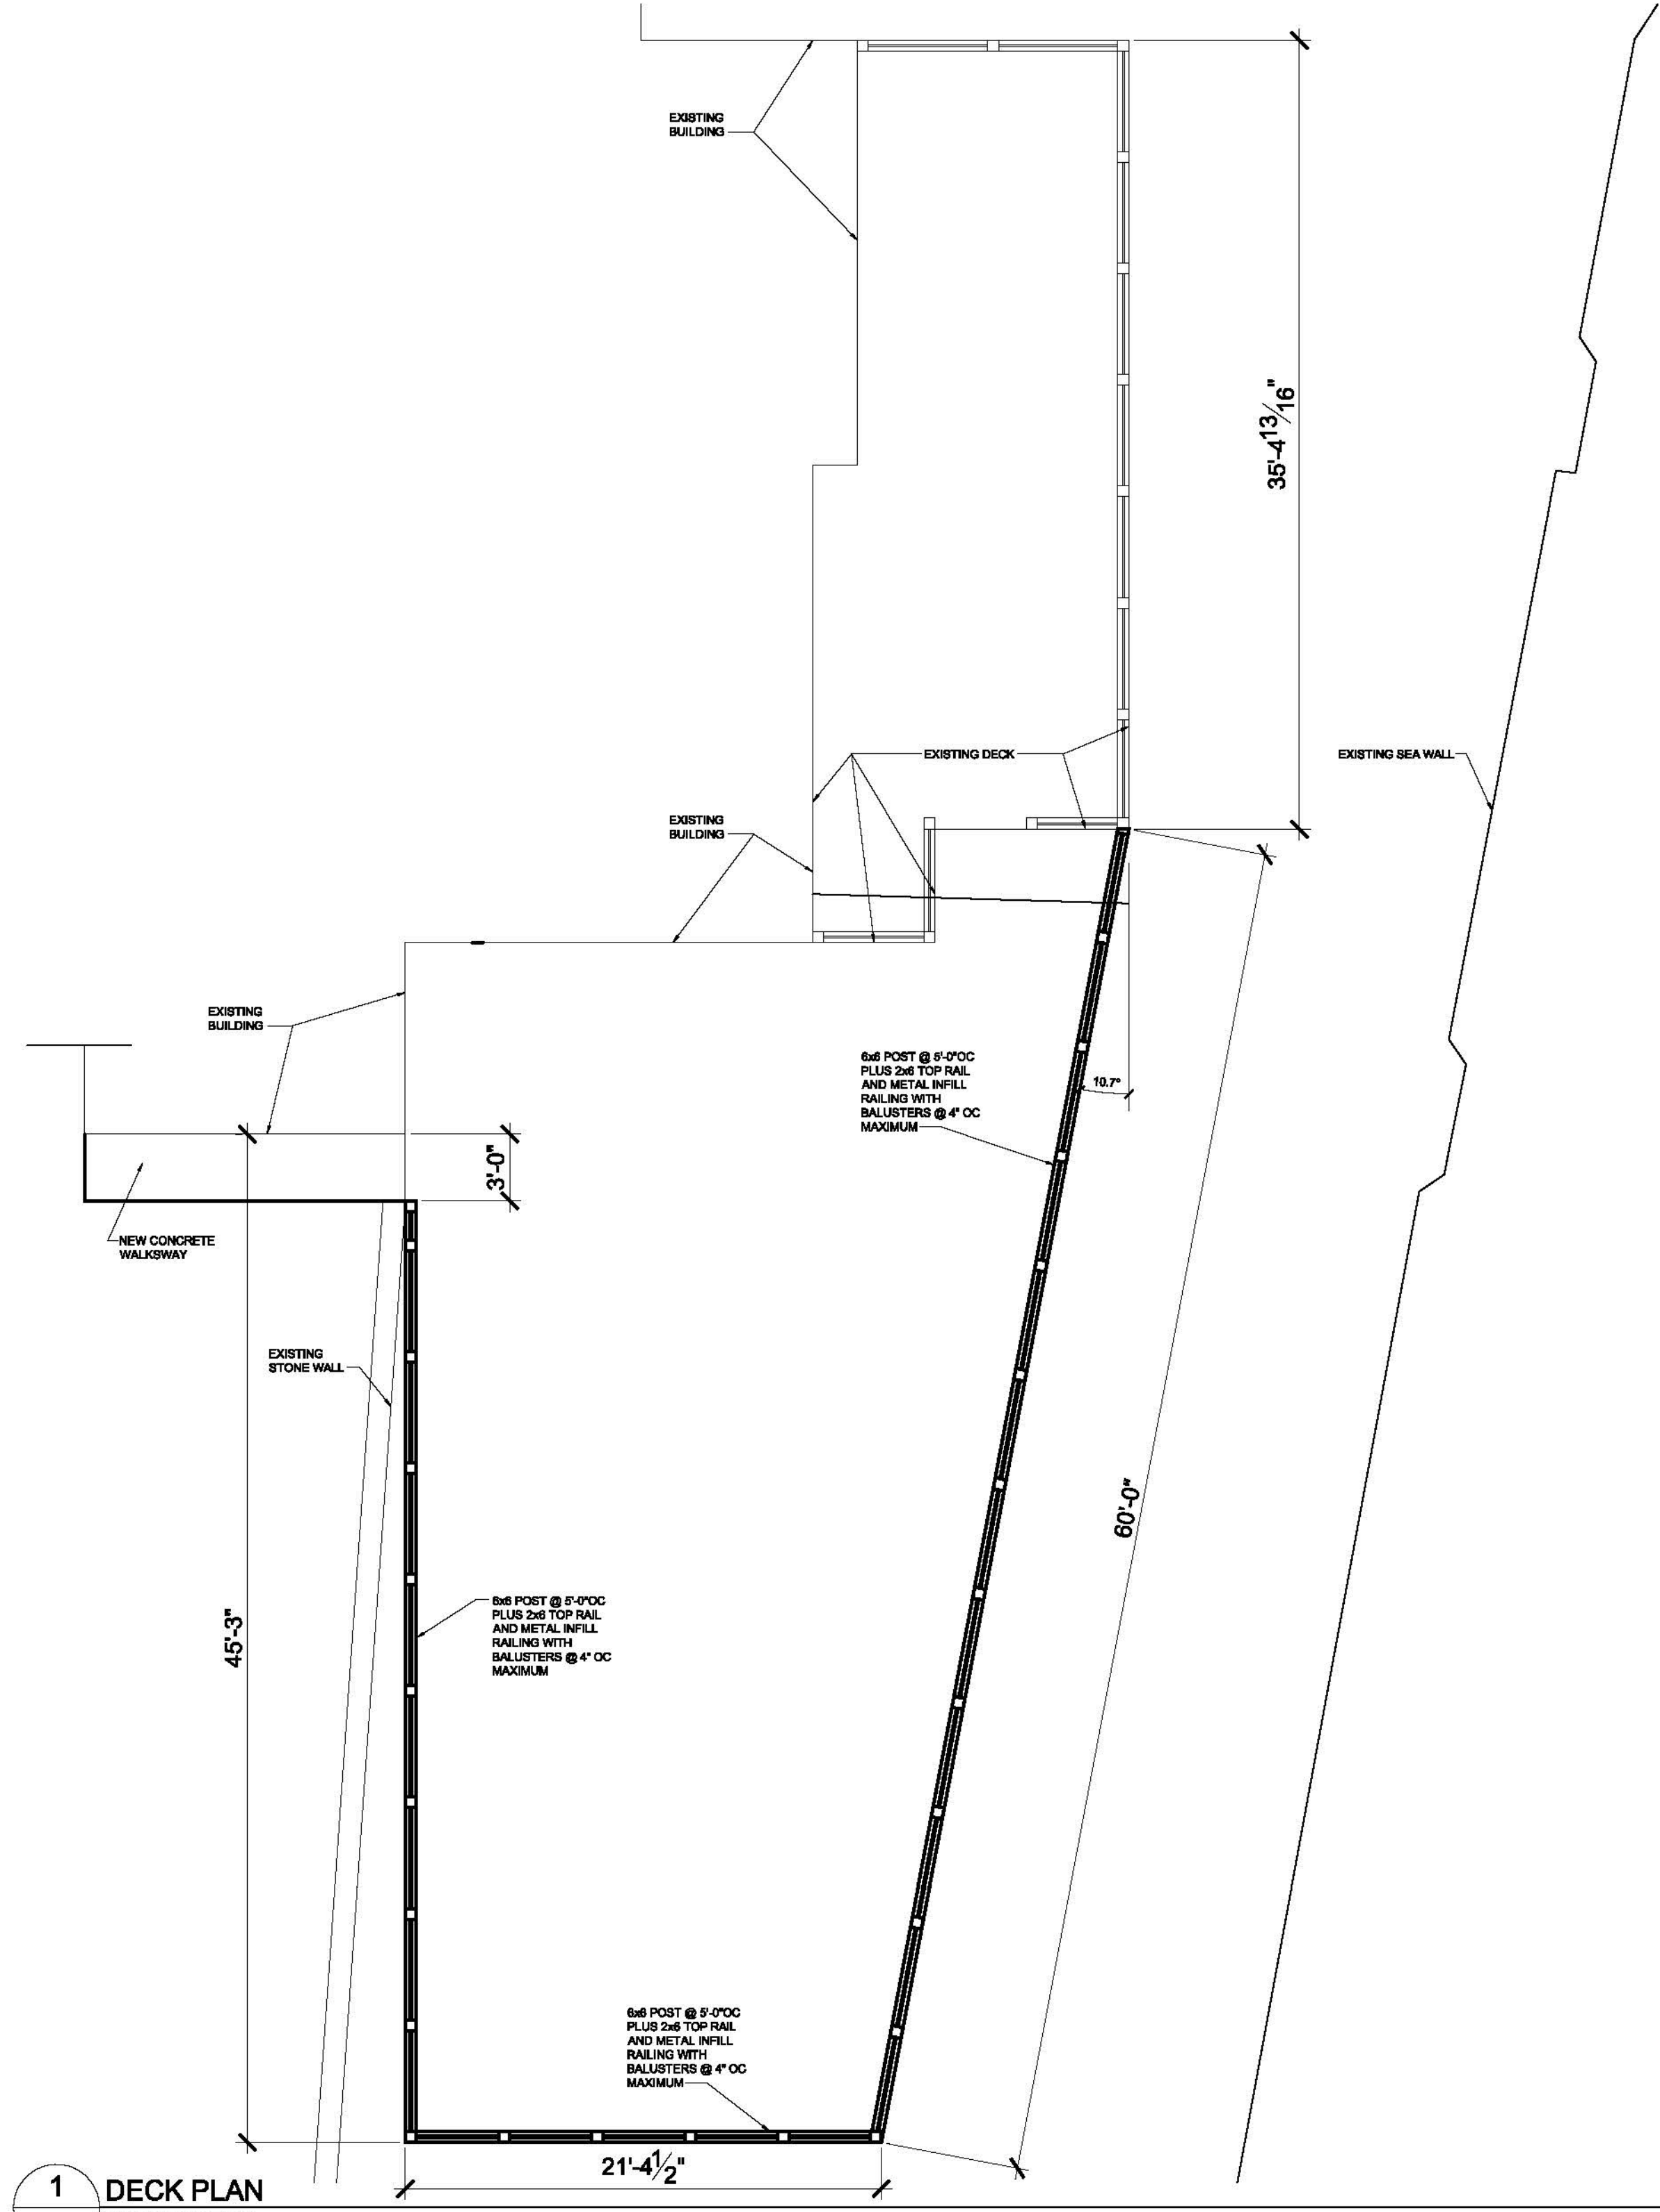 EXISTING
BUILDING
35'-4 13/16"
EXISTING DECK
EXISTING SEA WALL
EXISTING
BUILDING
EXISTING
BUILDING
6x6 POST @ 5'-0"OC
PLUS 2x6 TOP RAIL
AND METAL INFILL
RAILING WITH
BALUSTERS @ 4" OC
MAXIMUM
10.7°
3'-0"
NEW CONCRETE
WALKSWAY
EXISTING
STONE WALL
60'-0"
45'-3"
6x6 POST @ 5'-0"OC
PLUS 2x6 TOP RAIL
AND METAL INFILL
RAILING WITH
BALUSTERS @ 4" OC
MAXIMUM
6x6 POST @ 5'-0"OC
PLUS 2x6 TOP RAIL
AND METAL INFILL
RAILING WITH
BALUSTERS @ 4" OC
MAXIMUM
21'-4 1/2"
1 DECK PLAN